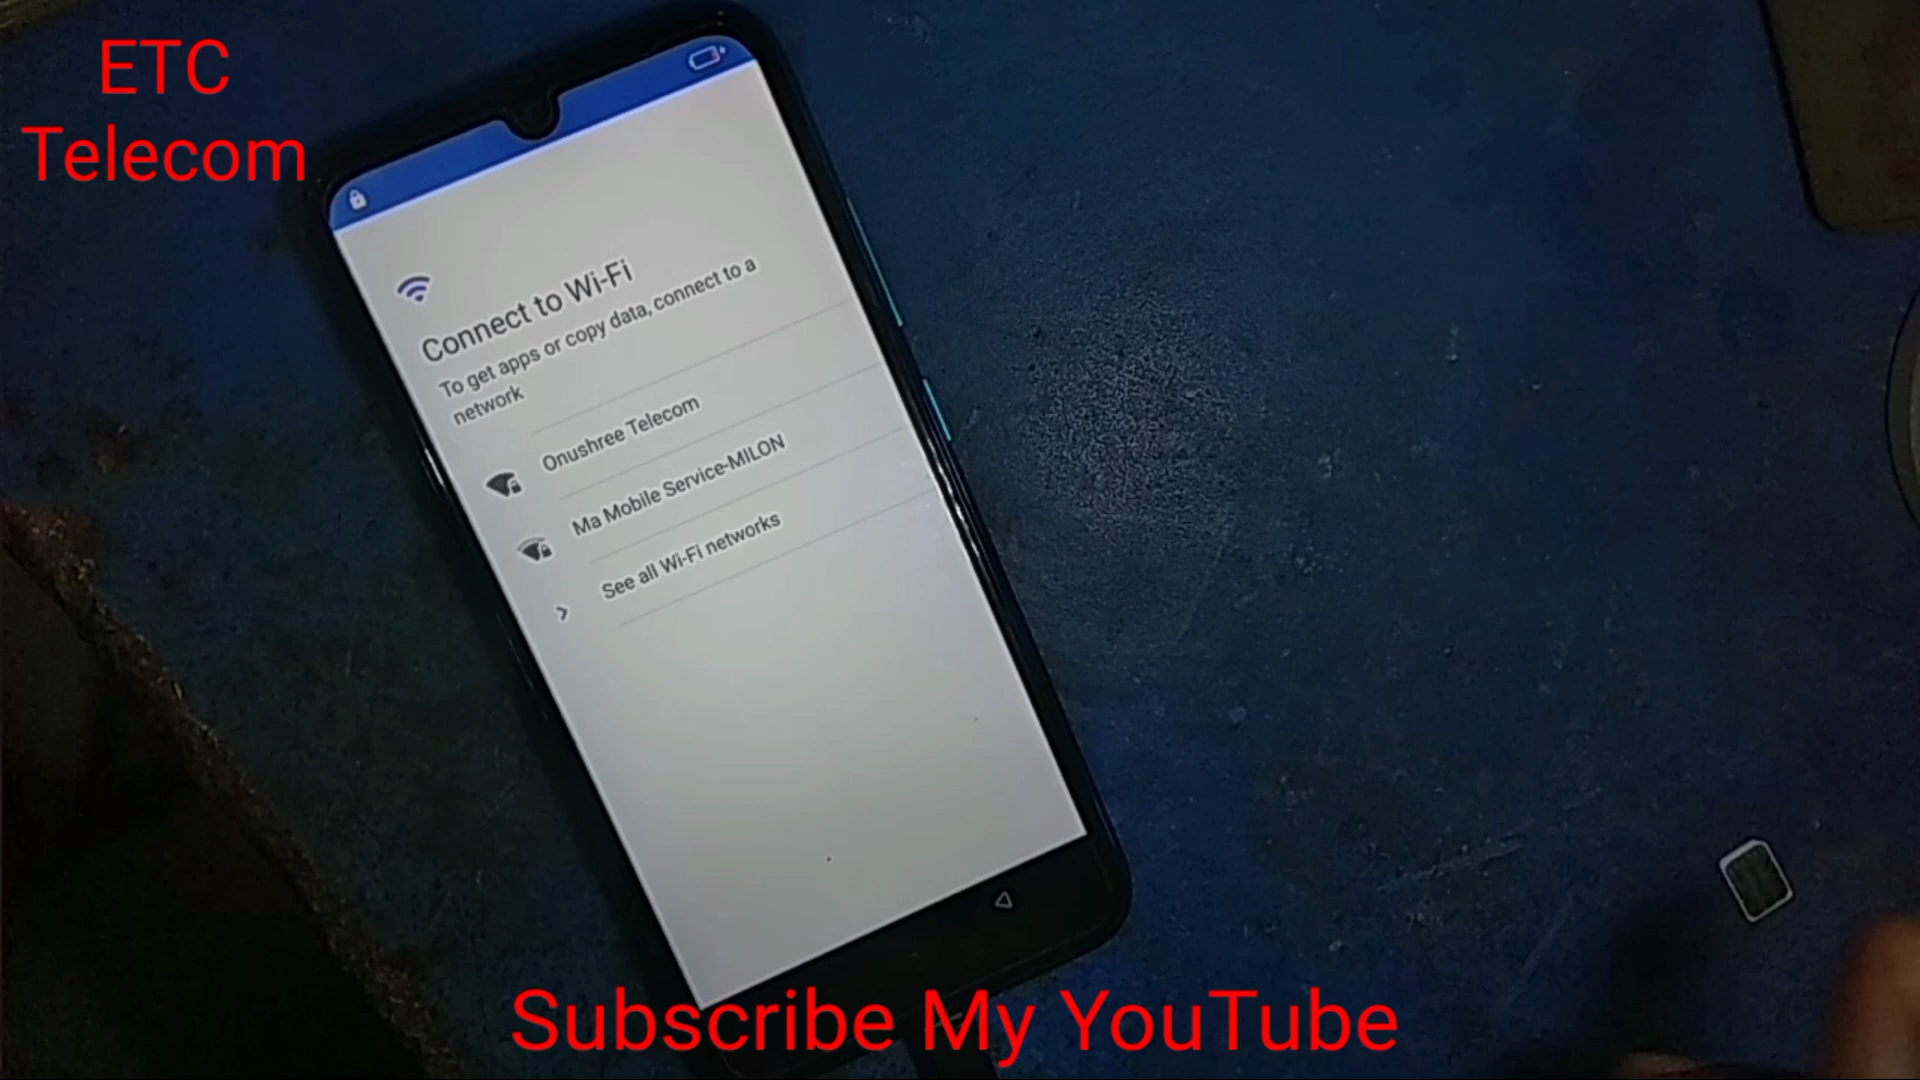 ETC
Telecom
Connect to Wi-Fi
To get apps or copy data, connect to a
network
Onushree Telecom
Ma Mobile Service-MILON
See all Wi-Fi networks
Subscribe My YouTube